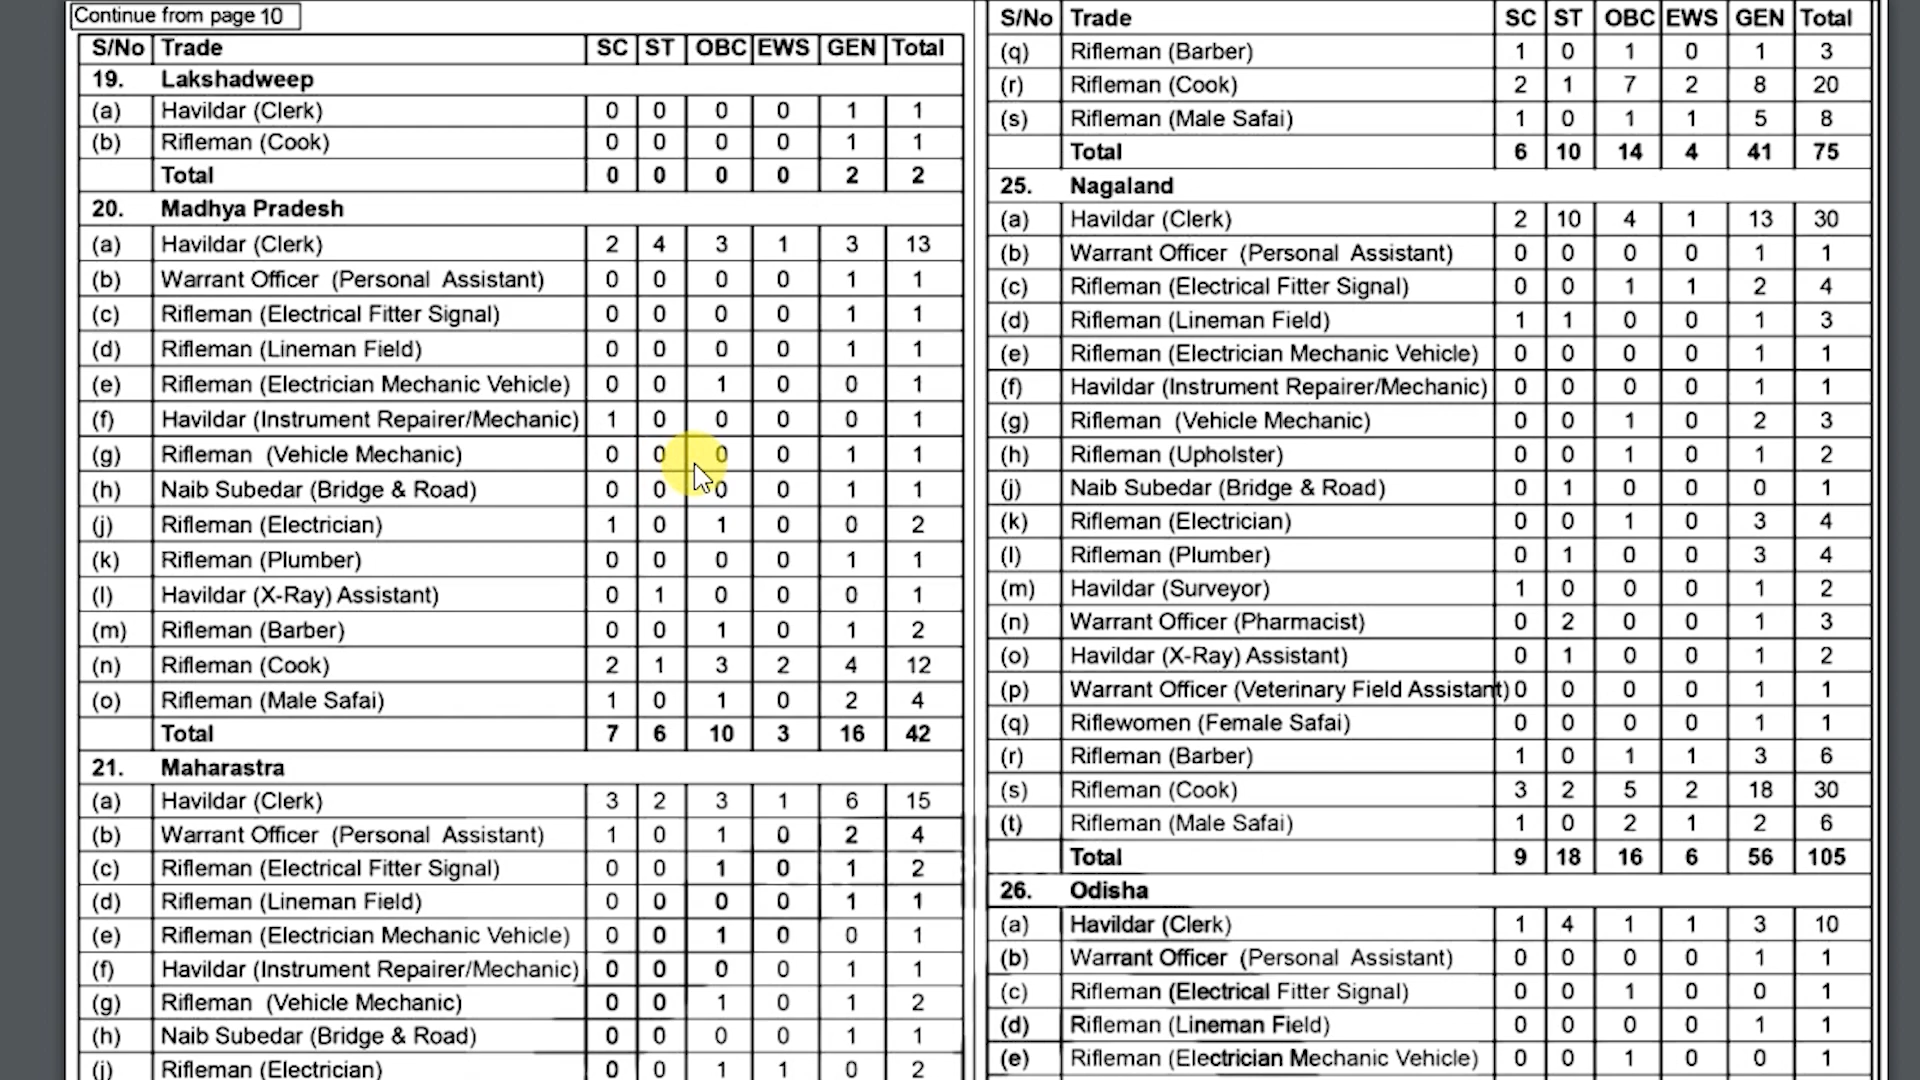 Continue from page 10
S/No Trade SC ST OBC EWS GEN Total
19. Lakshadweep
(a) Havildar (Clerk) 0 0 0 0 1 1
(b) Rifleman (Cook) 0 0 0 0 1 1
Total 0 0 0 0 2 2
20. Madhya Pradesh
(a) Havildar (Clerk) 2 4 3 1 3 13
(b) Warrant Officer (Personal Assistant) 0 0 0 0 1 1
(c) Rifleman (Electrical Fitter Signal) 0 0 0 0 1 1
(d) Rifleman (Lineman Field) 0 0 0 0 1 1
(e) Rifleman (Electrician Mechanic Vehicle) 0 0 1 0 0 1
(f) Havildar (Instrument Repairer/Mechanic) 1 0 0 0 0 1
(g) Rifleman (Vehicle Mechanic) 0 0 0 0 1 1
(h) Naib Subedar (Bridge & Road) 0 0 0 0 1 1
(j) Rifleman (Electrician) 1 0 1 0 0 2
(k) Rifleman (Plumber) 0 0 0 0 1 1
(l) Havildar (X-Ray) Assistant) 0 1 0 0 0 1
(m) Rifleman (Barber) 0 0 1 0 1 2
(n) Rifleman (Cook) 2 1 3 2 4 12
(o) Rifleman (Male Safai) 1 0 1 0 2 4
Total 7 6 10 3 16 42
21. Maharastra
(a) Havildar (Clerk) 3 2 3 1 6 15
(b) Warrant Officer (Personal Assistant) 1 0 1 0 2 4
(c) Rifleman (Electrical Fitter Signal) 0 0 1 0 1 2
(d) Rifleman (Lineman Field) 0 0 0 0 1 1
(e) Rifleman (Electrician Mechanic Vehicle) 0 0 1 0 0 1
(f) Havildar (Instrument Repairer/Mechanic) 0 0 0 0 1 1
(g) Rifleman (Vehicle Mechanic) 0 0 1 0 1 2
(h) Naib Subedar (Bridge & Road) 0 0 0 0 1 1
(j) Rifleman (Electrician) 0 0 1 1 0 2
S/No Trade SC ST OBC EWS GEN Total
(q) Rifleman (Barber) 1 0 1 0 1 3
(r) Rifleman (Cook) 2 1 7 2 8 20
(s) Rifleman (Male Safai) 1 0 1 1 5 8
Total 6 10 14 4 41 75
25. Nagaland
(a) Havildar (Clerk) 2 10 4 1 13 30
(b) Warrant Officer (Personal Assistant) 0 0 0 0 1 1
(c) Rifleman (Electrical Fitter Signal) 0 0 1 1 2 4
(d) Rifleman (Lineman Field) 1 1 0 0 1 3
(e) Rifleman (Electrician Mechanic Vehicle) 0 0 0 0 1 1
(f) Havildar (Instrument Repairer/Mechanic) 0 0 0 0 1 1
(g) Rifleman (Vehicle Mechanic) 0 0 1 0 2 3
(h) Rifleman (Upholster) 0 0 1 0 1 2
(j) Naib Subedar (Bridge & Road) 0 1 0 0 0 1
(k) Rifleman (Electrician) 0 0 1 0 3 4
(l) Rifleman (Plumber) 0 1 0 0 3 4
(m) Havildar (Surveyor) 1 0 0 0 1 2
(n) Warrant Officer (Pharmacist) 0 2 0 0 1 3
(o) Havildar (X-Ray) Assistant) 0 1 0 0 1 2
(p) Warrant Officer (Veterinary Field Assistant) 0 0 0 0 1 1
(q) Riflewomen (Female Safai) 0 0 0 0 1 1
(r) Rifleman (Barber) 1 0 1 1 3 6
(s) Rifleman (Cook) 3 2 5 2 18 30
(t) Rifleman (Male Safai) 1 0 2 1 2 6
Total 9 18 16 6 56 105
26. Odisha
(a) Havildar (Clerk) 1 4 1 1 3 10
(b) Warrant Officer (Personal Assistant) 0 0 0 0 1 1
(c) Rifleman (Electrical Fitter Signal) 0 0 1 0 0 1
(d) Rifleman (Lineman Field) 0 0 0 0 1 1
(e) Rifleman (Electrician Mechanic Vehicle) 0 0 1 0 0 1